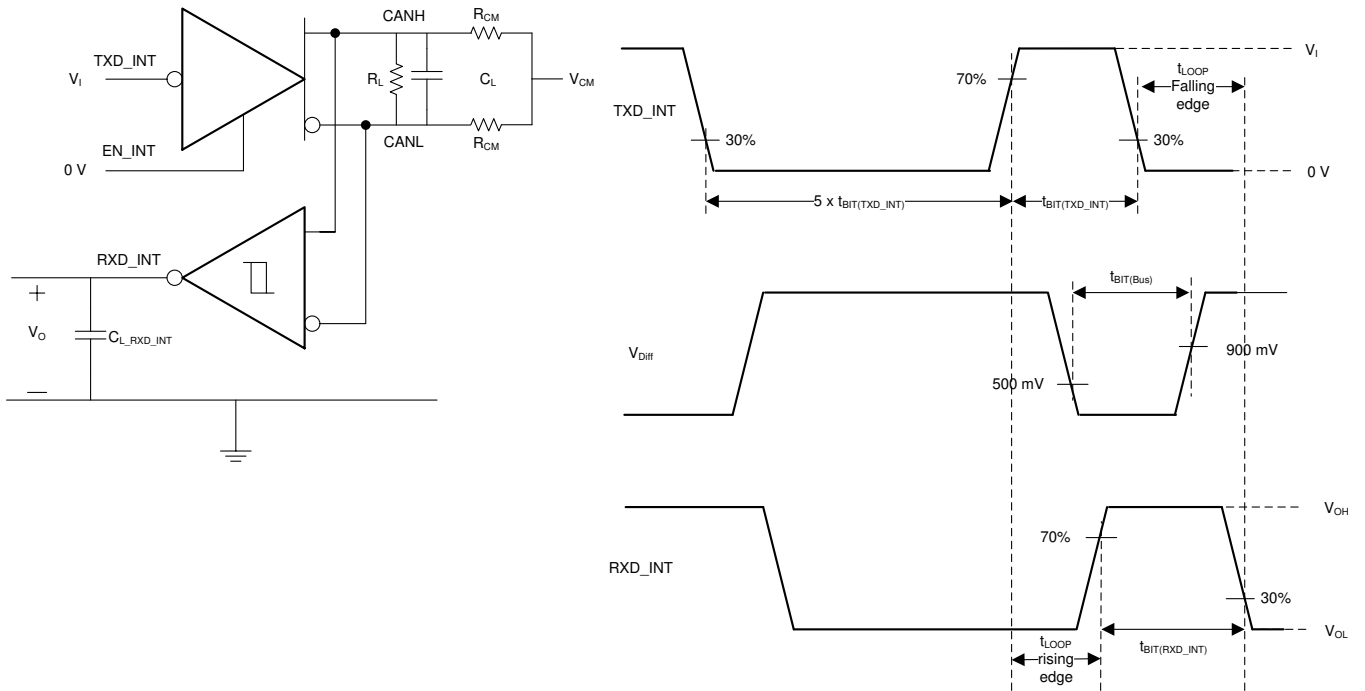 CANH
R_CM
TXD_INT
V_I
R_L
C_L
V_CM
CANL
R_CM
EN_INT
0 V
RXD_INT
+
V_O
C_L_RXD_INT
—
TXD_INT
30%
70%
V_I
t_LOOP
Falling
edge
30%
0 V
5 x t_BIT(TXD_INT)
t_BIT(TXD_INT)
t_BIT(Bus)
V_Diff
500 mV
900 mV
RXD_INT
70%
V_OH
30%
V_OL
t_LOOP
rising
edge
t_BIT(RXD_INT)